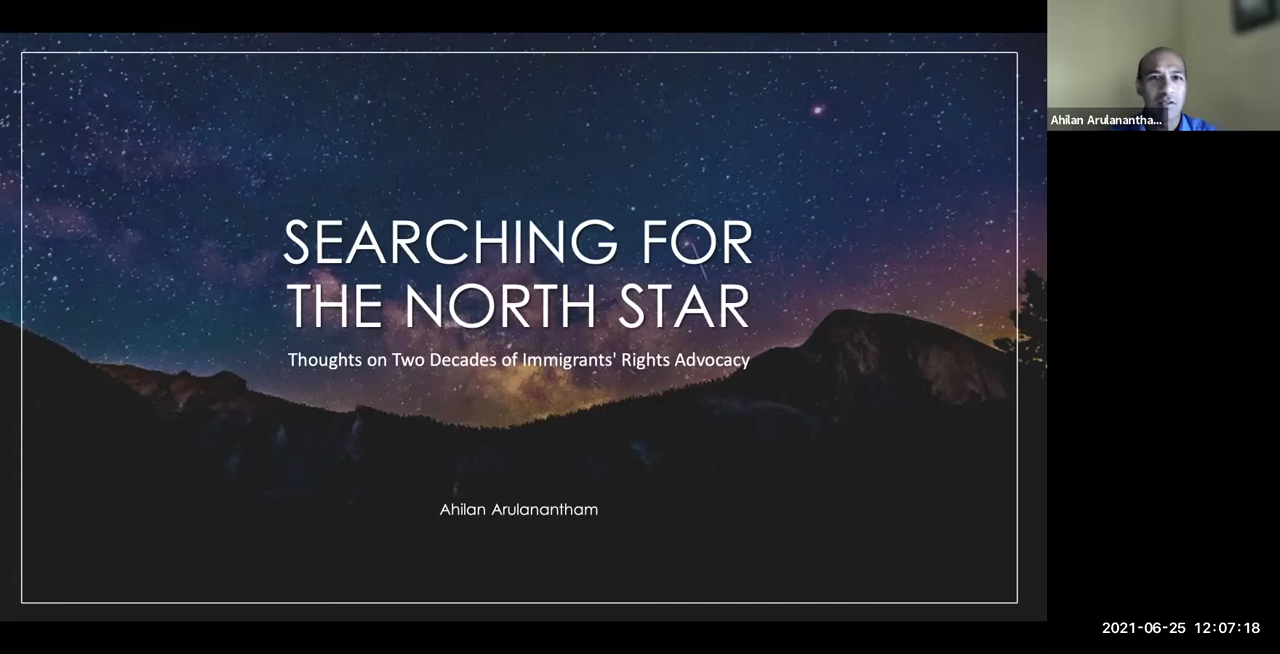 SEARCHING FOR
THE NORTH STAR
Thoughts on Two Decades of Immigrants' Rights Advocacy
Ahilan Arulanantham
Ahilan Arulanantha...
2021-06-25 12:07:18